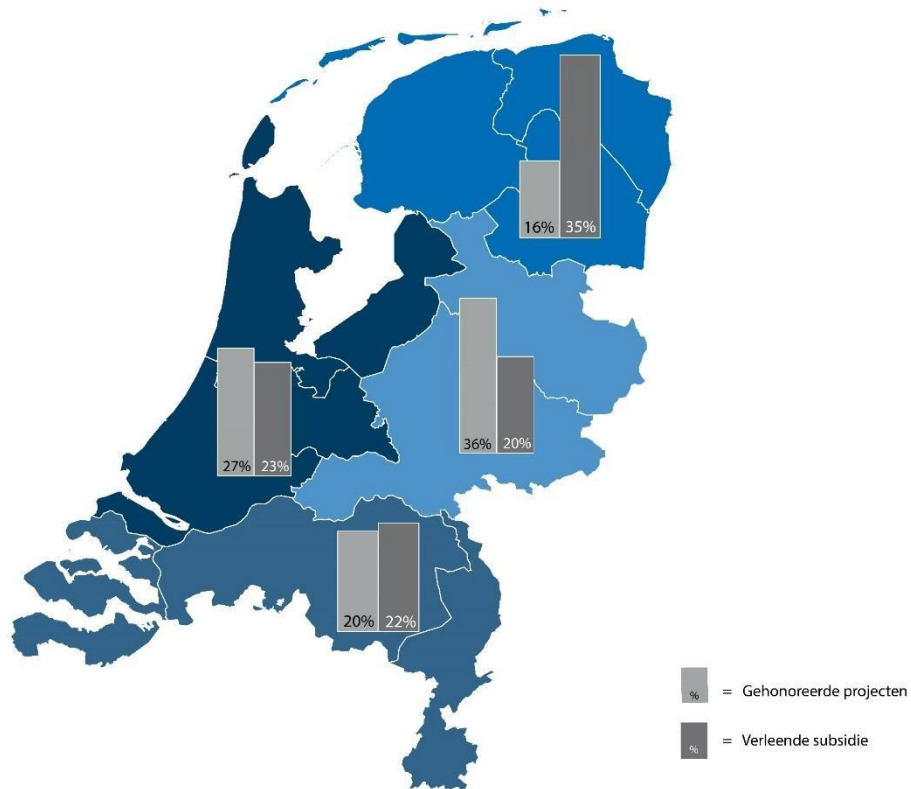 16% 35%
36% 20%
27% 23%
20% 22%
% = Gehonoreerde projecten
% = Verleende subsidie